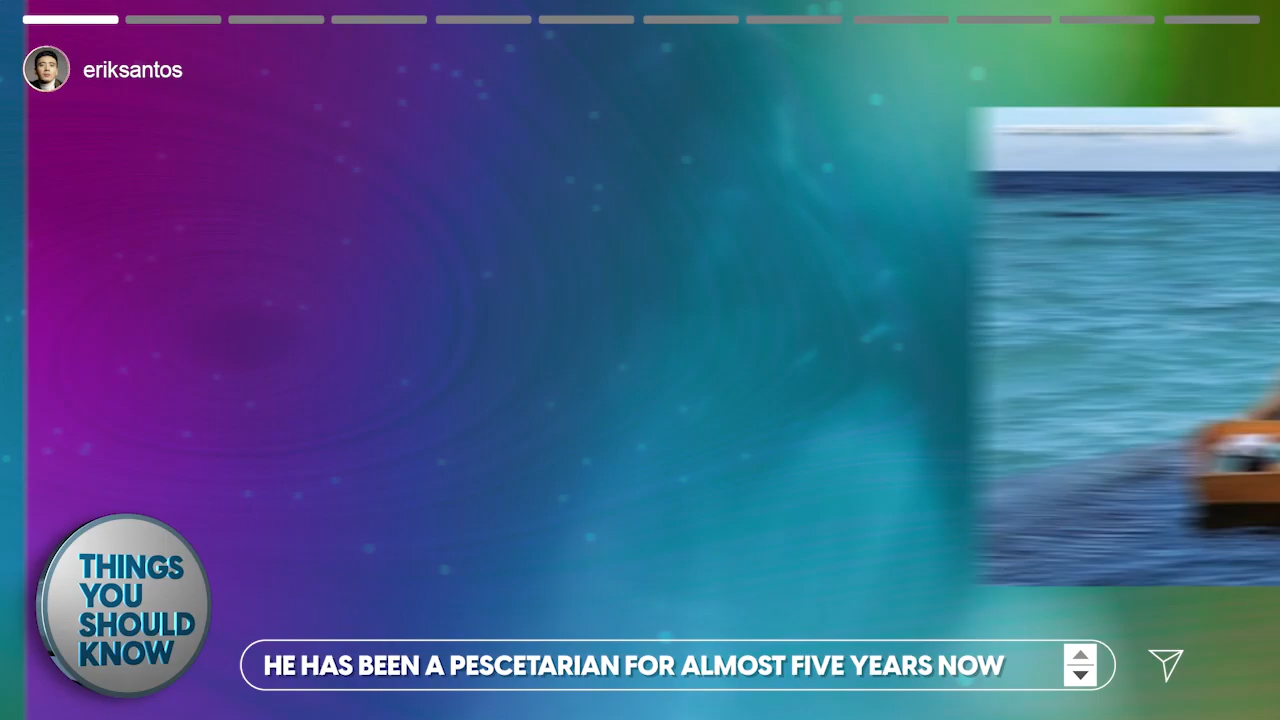 eriksantos
THINGS
YOU
SHOULD
KNOW
HE HAS BEEN A PESCETARIAN FOR ALMOST FIVE YEARS NOW